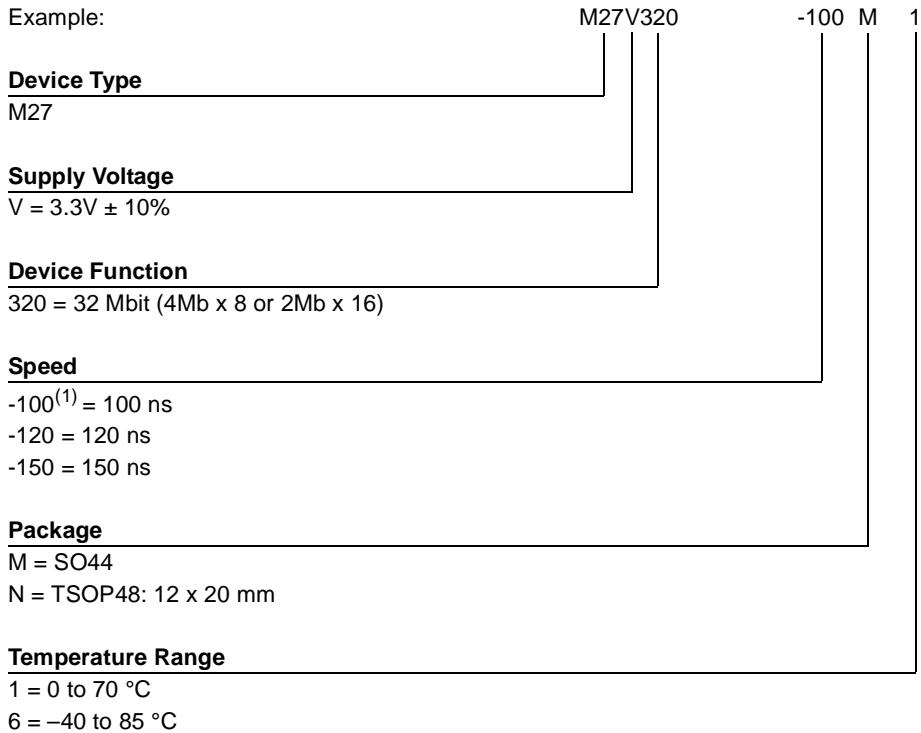 Example: M27V320 -100 M 1
Device Type
M27
Supply Voltage
V = 3.3V ± 10%
Device Function
320 = 32 Mbit (4Mb x 8 or 2Mb x 16)
Speed
-100(1) = 100 ns
-120 = 120 ns
-150 = 150 ns
Package
M = SO44
N = TSOP48: 12 x 20 mm
Temperature Range
1 = 0 to 70 °C
6 = –40 to 85 °C